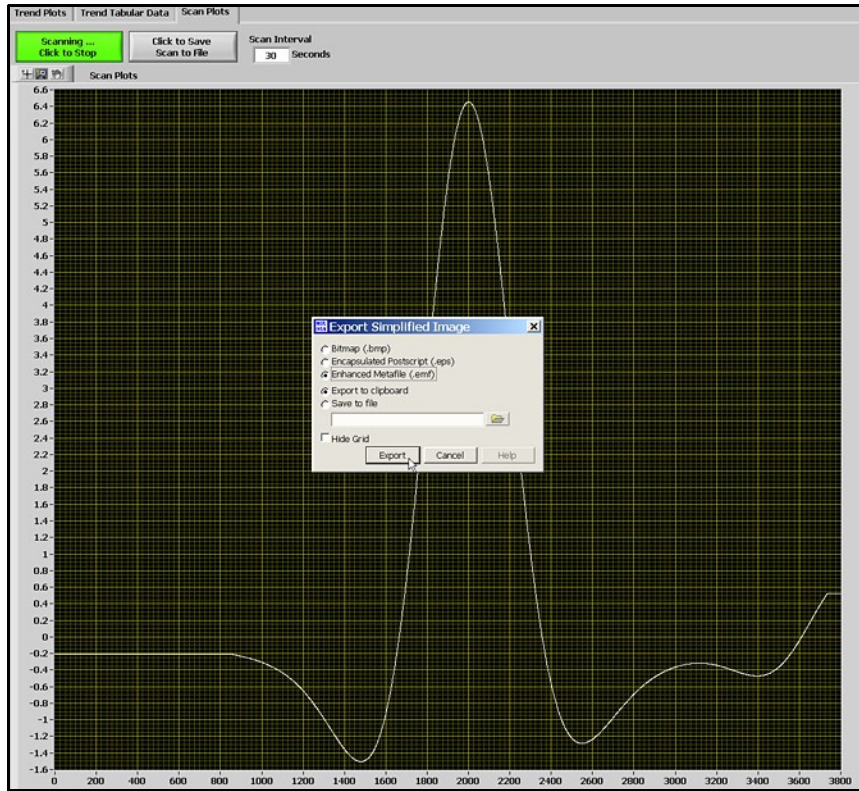 Trend Plots Trend Tabular Data Scan Plots
Scanning ...
Click to Stop
Click to Save
Scan to File
Scan Interval
30 Seconds
Scan Plots
6.6
6.4
6.2
6
5.8
5.6
5.4
5.2
5
4.8
4.6
4.4
4.2
4
3.8
3.6
3.4
3.2
3
2.8
2.6
2.4
2.2
2
1.8
1.6
1.4
1.2
1
0.8
0.6
0.4
0.2
0
-0.2
-0.4
-0.6
-0.8
-1
-1.2
-1.4
-1.6
Export Simplified Image
Bitmap (.bmp)
Encapsulated Postscript (.eps)
Enhanced Metafile (.emf)
Export to clipboard
Save to file
Hide Grid
Export Cancel Help
0 200 400 600 800 1000 1200 1400 1600 1800 2000 2200 2400 2600 2800 3000 3200 3400 3600 3800